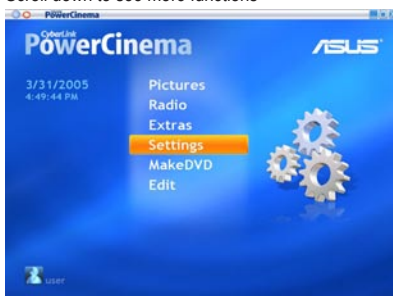 Scroll down to see more functions
PowerCinema
CyberLink
PowerCinema
ASUS
3/31/2005
4:49:44 PM
Pictures
Radio
Extras
Settings
MakeDVD
Edit
user